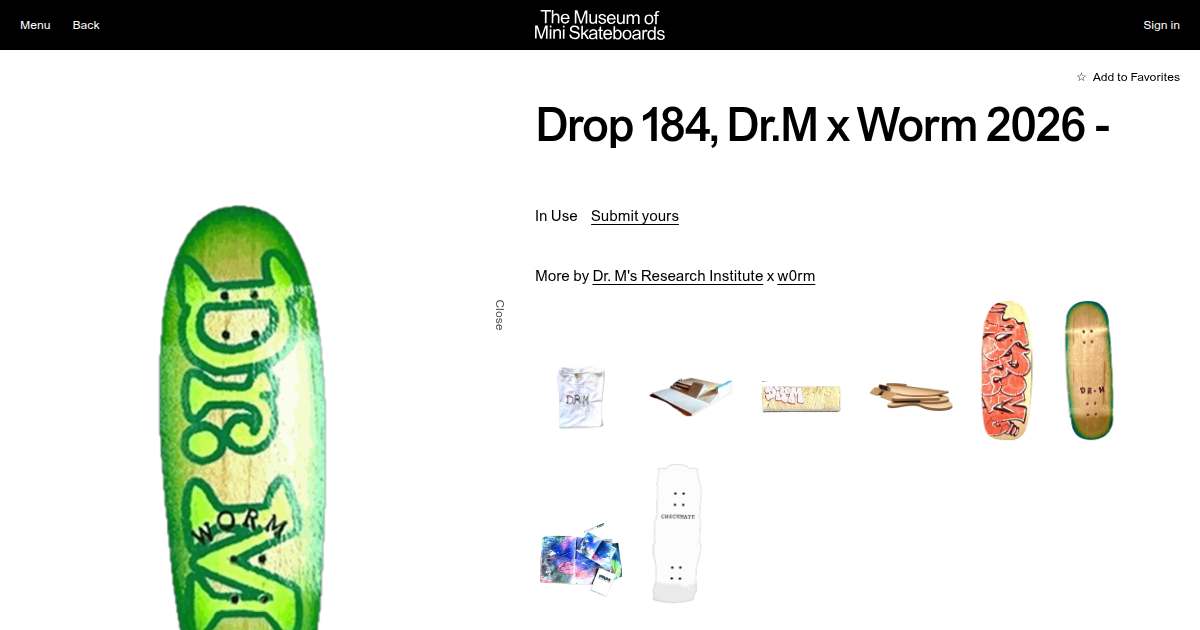 Menu
Back
The Museum of
Mini Skateboards
Sign in
☆ Add to Favorites
Drop 184, Dr.M x Worm 2026 -
In Use Submit yours
More by Dr. M's Research Institute x w0rm
Close
WORM
DR.M
CHECKMATE